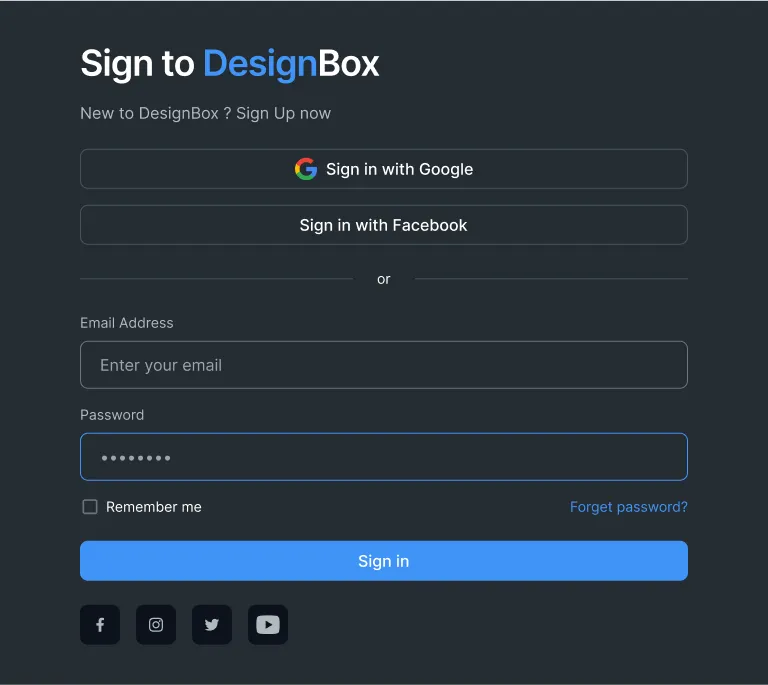 Sign to DesignBox
New to DesignBox ? Sign Up now
Sign in with Google
Sign in with Facebook
or
Email Address
Enter your email
Password
••••••••
Remember me
Forget password?
Sign in